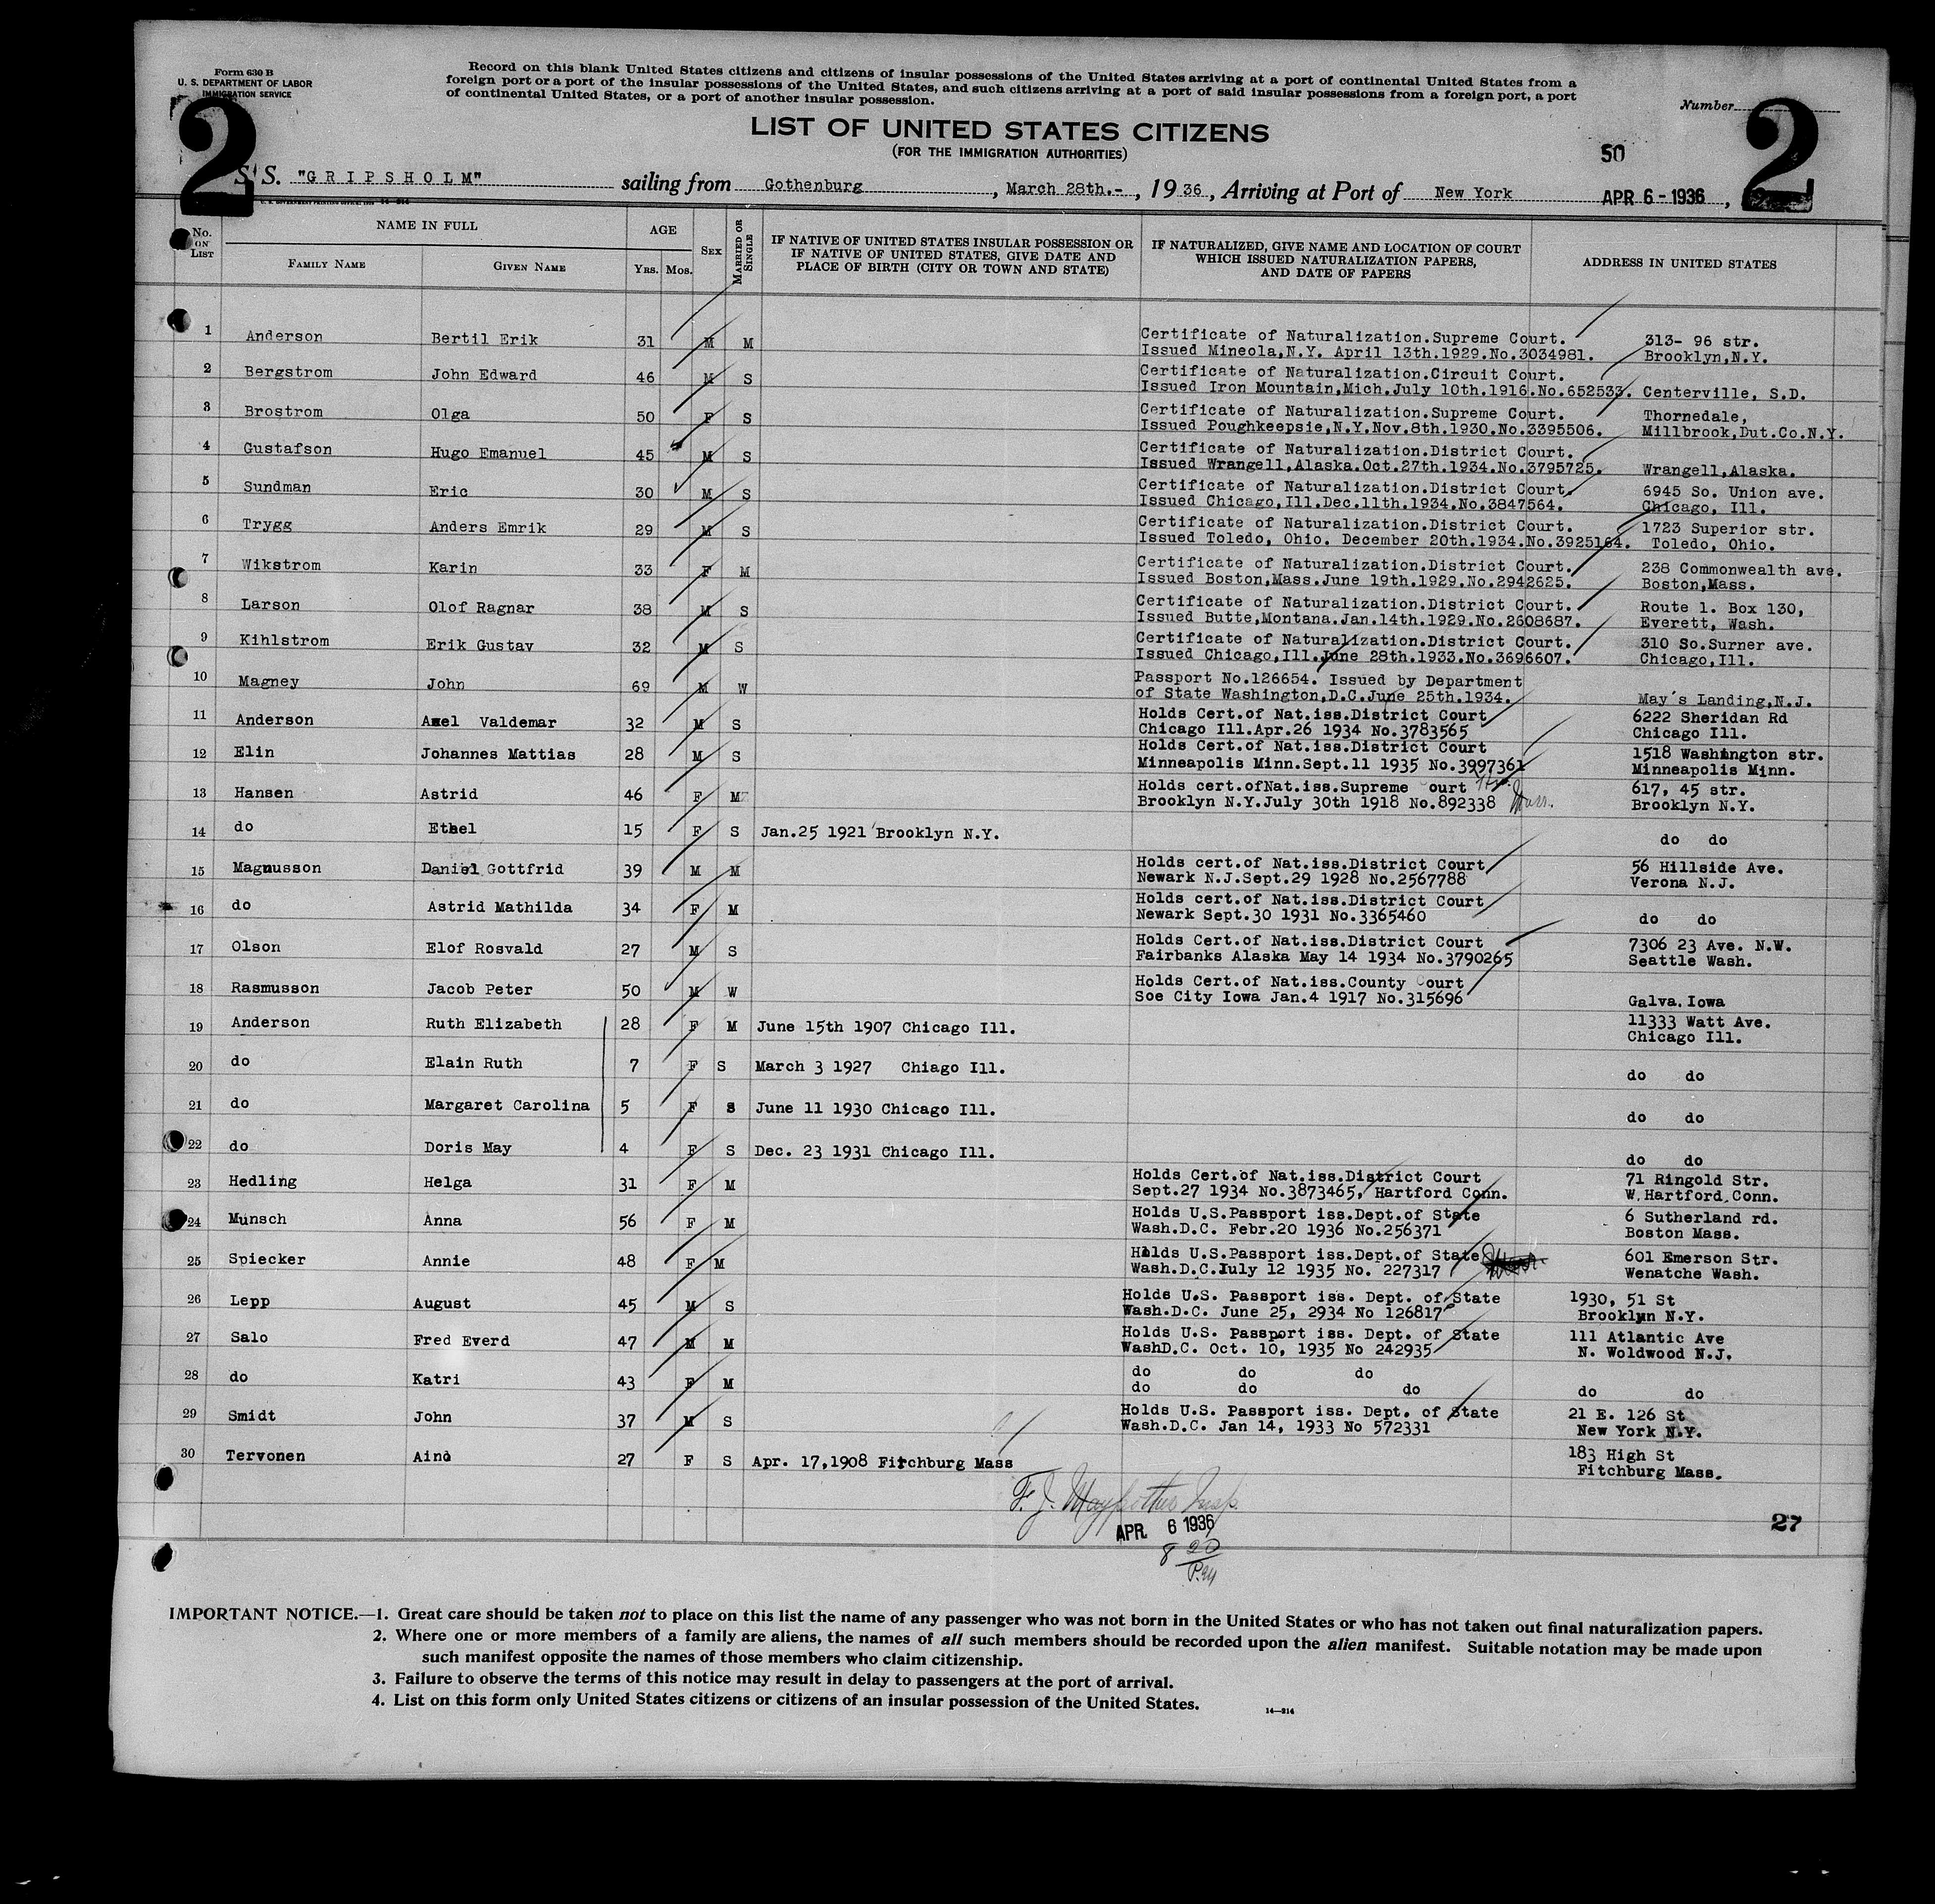 Form 630 B
U. S. DEPARTMENT OF LABOR
IMMIGRATION SERVICE
2
Record on this blank United States citizens and citizens of insular possessions of the United States arriving at a port of continental United States from a
foreign port or a port of the insular possessions of the United States, and such citizens arriving at a port of said insular possessions from a foreign port, a port
of continental United States, or a port of another insular possession.
Number
2
LIST OF UNITED STATES CITIZENS
(FOR THE IMMIGRATION AUTHORITIES)
50
S. S. "GRIPSHOLM" sailing from Gothenburg, March 28th.-, 1936, Arriving at Port of New York APR 6 - 1936,
No. ON LIST
NAME IN FULL
FAMILY NAME
GIVEN NAME
AGE
YRS. MOS.
SEX
MARRIED OR SINGLE
IF NATIVE OF UNITED STATES INSULAR POSSESSION OR
IF NATIVE OF UNITED STATES, GIVE DATE AND
PLACE OF BIRTH (CITY OR TOWN AND STATE)
IF NATURALIZED, GIVE NAME AND LOCATION OF COURT
WHICH ISSUED NATURALIZATION PAPERS,
AND DATE OF PAPERS
ADDRESS IN UNITED STATES
1 Anderson Bertil Erik 31 M M Certificate of Naturalization.Supreme Court. 313- 96 str.
Issued Mineola,N.Y. April 13th.1929.No.3034981. Brooklyn,N.Y.
2 Bergstrom John Edward 46 M S Certificate of Naturalization.Circuit Court.
Issued Iron Mountain,Mich.July 10th.1916.No.652533. Centerville, S.D.
3 Brostrom Olga 50 F S Certificate of Naturalization.Supreme Court. Thornedale,
Issued Poughkeepsie,N.Y.Nov.8th.1930.No.3395506. Millbrook,Dut.Co.N.Y.
4 Gustafson Hugo Emanuel 45 M S Certificate of Naturalization.District Court.
Issued Wrangell,Alaska.Oct.27th.1934.No.3795725. Wrangell,Alaska.
5 Sundman Eric 30 M S Certificate of Naturalization.District Court. 6945 So. Union ave.
Issued Chicago,Ill.Dec.11th.1934.No.3847564. Chicago, Ill.
6 Trygg Anders Emrik 29 M S Certificate of Naturalization.District Court. 1723 Superior str.
Issued Toledo, Ohio. December 20th.1934.No.3925164. Toledo, Ohio.
7 Wikstrom Karin 33 F M Certificate of Naturalization.District Court. 238 Commonwealth ave.
Issued Boston,Mass.June 19th.1929.No.2942625. Boston,Mass.
8 Larson Olof Ragnar 38 M S Certificate of Naturalization.District Court. Route 1. Box 130,
Issued Butte,Montana.Jan.14th.1929.No.2608687. Everett, Wash.
9 Kihlstrom Erik Gustav 32 M S Certificate of Naturalization.District Court. 310 So.Surner ave.
Issued Chicago,Ill.June 28th.1933.No.3696607. Chicago,Ill.
10 Magney John 69 M W Passport No.126654. Issued by Department
of State Washington,D.C.June 25th.1934. May's Landing,N.J.
11 Anderson Axel Valdemar 32 M S Holds Cert.of Nat.iss.District Court 6222 Sheridan Rd
Chicago Ill.Apr.26 1934 No.3783565 Chicago Ill.
12 Elin Johannes Mattias 28 M S Holds Cert.of Nat.iss.District Court 1518 Washington str.
Minneapolis Minn.Sept.11 1935 No.3997361 Minneapolis Minn.
13 Hansen Astrid 46 F M Holds cert.ofNat.iss.Supreme Court 617, 45 str.
Brooklyn N.Y.July 30th 1918 No.892338 Brooklyn N.Y.
14 do Ethel 15 F S Jan.25 1921 Brooklyn N.Y. do do
15 Magnusson Daniel Gottfrid 39 M M Holds cert.of Nat.iss.District Court 56 Hillside Ave.
Newark N.J.Sept.29 1928 No.2567788 Verona N.J.
16 do Astrid Mathilda 34 F M Holds cert.of Nat.iss.District Court
Newark Sept.30 1931 No.3365460 do do
17 Olson Elof Rosvald 27 M S Holds Cert.of Nat.iss.District Court 7306 23 Ave. N.W.
Fairbanks Alaska May 14 1934 No.3790265 Seattle Wash.
18 Rasmusson Jacob Peter 50 M W Holds Cert.of Nat.iss.County Court
Soe City Iowa Jan.4 1917 No.315696 Galva. Iowa
19 Anderson Ruth Elizabeth 28 F M June 15th 1907 Chicago Ill. 11333 Watt Ave.
Chicago Ill.
20 do Elain Ruth 7 F S March 3 1927 Chiago Ill. do do
21 do Margaret Carolina 5 F S June 11 1930 Chicago Ill. do do
22 do Doris May 4 F S Dec. 23 1931 Chicago Ill. do do
23 Hedling Helga 31 F M Holds Cert.of Nat.iss.District Court 71 Ringold Str.
Sept.27 1934 No.3873465, Hartford Conn. W.Hartford.Conn.
24 Munsch Anna 56 F M Holds U.S.Passport iss.Dept.of State 6 Sutherland rd.
Wash.D.C. Febr.20 1936 No.256371 Boston Mass.
25 Spiecker Annie 48 F M Holds U.S.Passport iss.Dept.of State 601 Emerson Str.
Wash.D.C.Iuly 12 1935 No. 227317 Wenatche Wash.
26 Lepp August 45 M S Holds U.S. Passport iss. Dept. of State 1930, 51 St
Wash.D.C. June 25, 2934 No 126817 Brooklyn N.Y.
27 Salo Fred Everd 47 M M Holds U.S. Passport iss. Dept. of State 111 Atlantic Ave
WashD.C. Oct. 10, 1935 No 242935 N. Woldwood N.J.
28 do Katri 43 F M do do do
do do do do do
29 Smidt John 37 M S Holds U.S. Passport iss. Dept. of State 21 E. 126 St
Wash.D.C. Jan 14, 1933 No 572331 New York N.Y.
30 Tervonen Aino 27 F S Apr. 17,1908 Fitchburg Mass 183 High St
Fitchburg Mass.
F. J. Insp.
APR. 6 1936
27
8 20
P.M
IMPORTANT NOTICE.—1. Great care should be taken not to place on this list the name of any passenger who was not born in the United States or who has not taken out final naturalization papers.
2. Where one or more members of a family are aliens, the names of all such members should be recorded upon the alien manifest. Suitable notation may be made upon
such manifest opposite the names of those members who claim citizenship.
3. Failure to observe the terms of this notice may result in delay to passengers at the port of arrival.
4. List on this form only United States citizens or citizens of an insular possession of the United States.
14—214